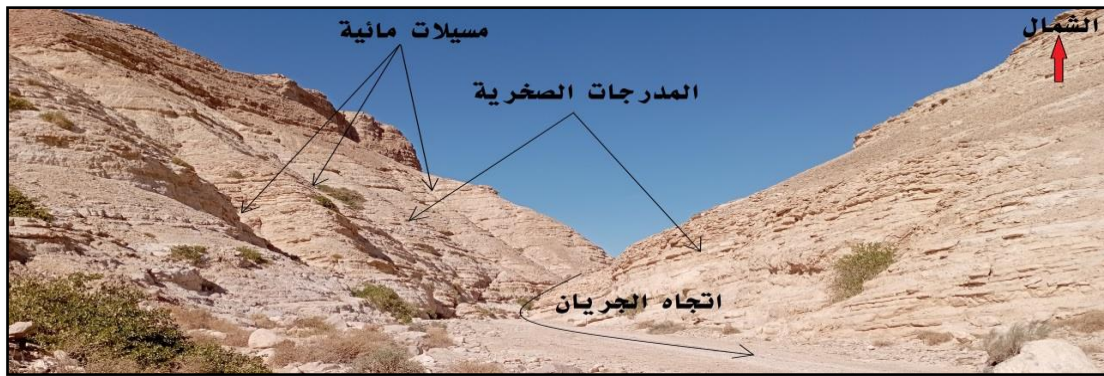 الشمال
مسيلات مائية
المدرجات الصخرية
اتجاه الجريان